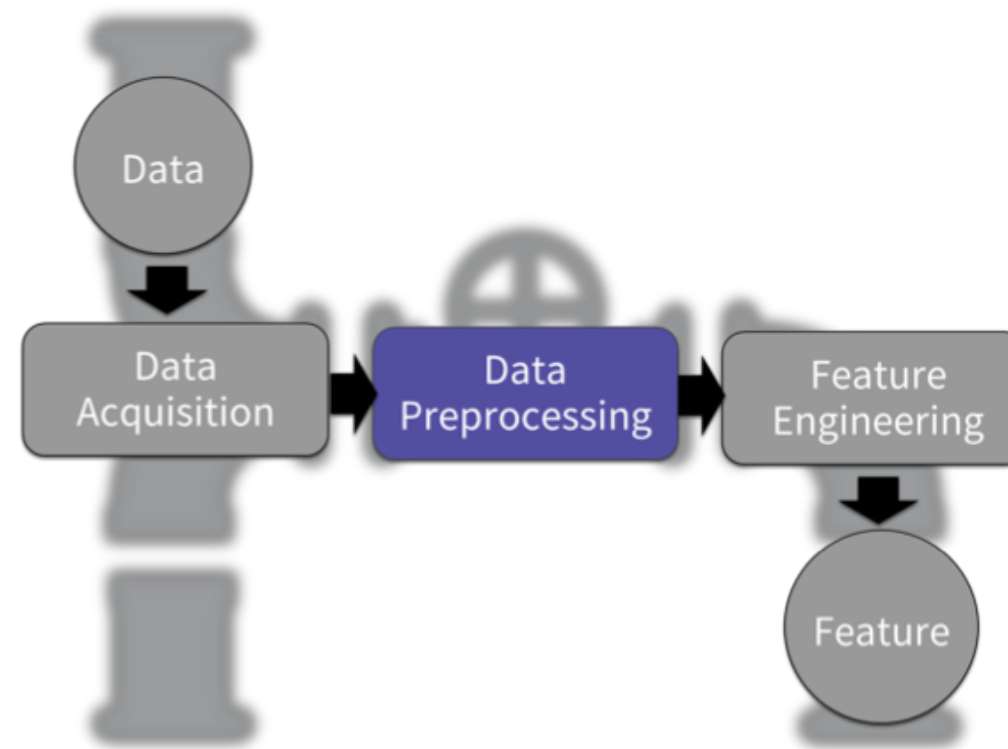 Data
Data
Acquisition
Data
Preprocessing
Feature
Engineering
Feature